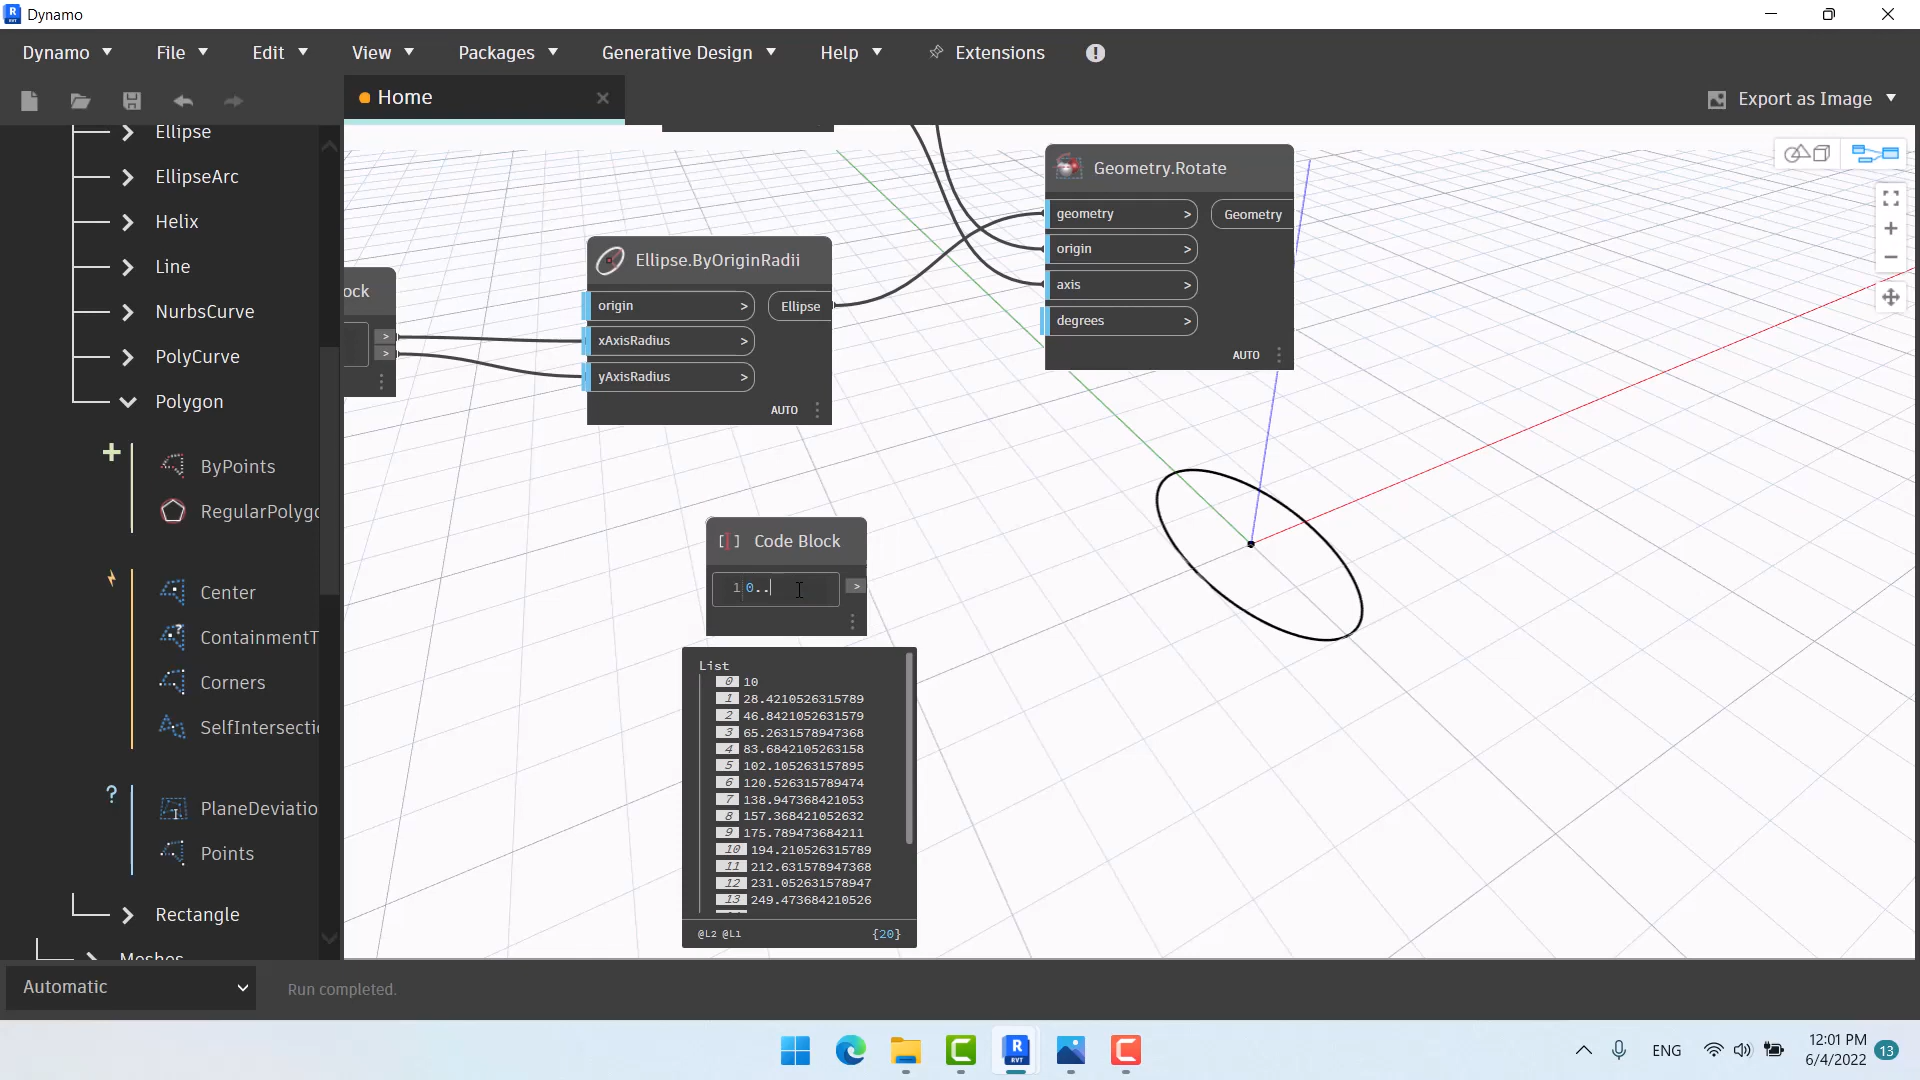 Dynamo
Dynamo File Edit View Packages Generative Design Help Extensions
Home
Export as Image
Ellipse
EllipseArc
Helix
Line
NurbsCurve
PolyCurve
Polygon
ByPoints
RegularPolygo
Center
ContainmentT
Corners
SelfIntersecti
PlaneDeviatio
Points
Rectangle
Meshes
ock
>
>
Ellipse.ByOriginRadii
origin > Ellipse
xAxisRadius >
yAxisRadius >
AUTO
Geometry.Rotate
geometry > Geometry
origin >
axis >
degrees >
AUTO
Code Block
1 0.. >
List
0 10
1 28.4210526315789
2 46.8421052631579
3 65.2631578947368
4 83.6842105263158
5 102.105263157895
6 120.526315789474
7 138.947368421053
8 157.368421052632
9 175.789473684211
10 194.210526315789
11 212.631578947368
12 231.052631578947
13 249.473684210526
@L2 @L1 {20}
Automatic
Run completed.
R
RVT
ENG
12:01 PM
6/4/2022
13